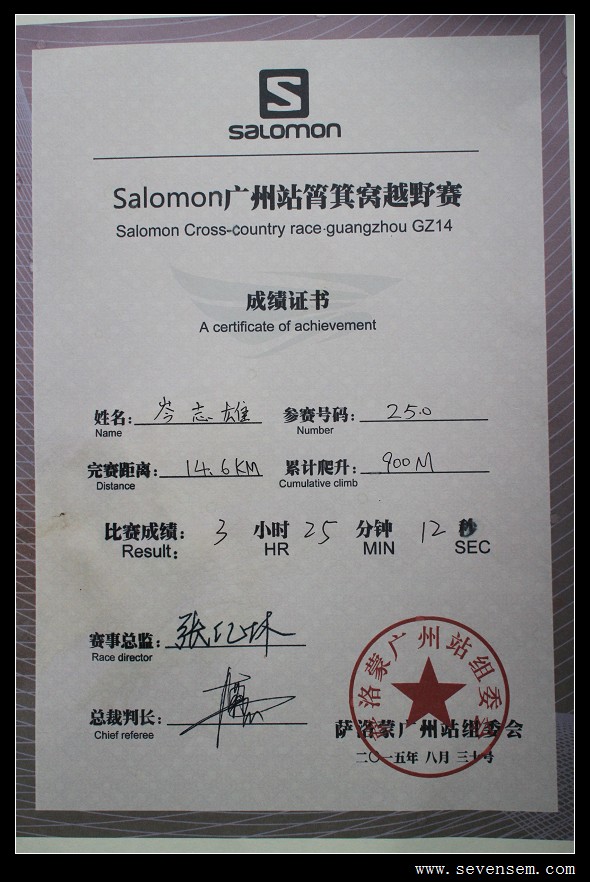 S
salomon
Salomon广州站筲箕窝越野赛
Salomon Cross-country race·guangzhou GZ14
成绩证书
A certificate of achievement
姓名: 岑志雄 参赛号码: 250
Name Number
完赛距离: 14.6KM 累计爬升: 900M
Distance Cumulative climb
比赛成绩: 3 小时 25 分钟 12 秒
Result: HR MIN SEC
赛事总监:
Race director
总裁判长:
Chief referee
萨洛蒙广州站组委会
萨洛蒙广州站组委会
二〇一五年 八月 三十号
www.sevensem.com